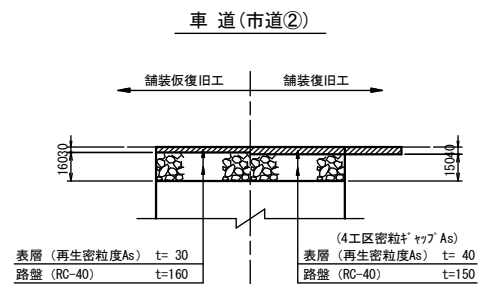 車 道(市道②)
舗装仮復旧工
舗装復旧工
30
160
40
150
(4工区密粒ｷﾞｬｯﾌﾟAs)
表層 (再生密粒度As) t= 30
路盤 (RC-40) t=160
表層 (再生密粒度As) t= 40
路盤 (RC-40) t=150